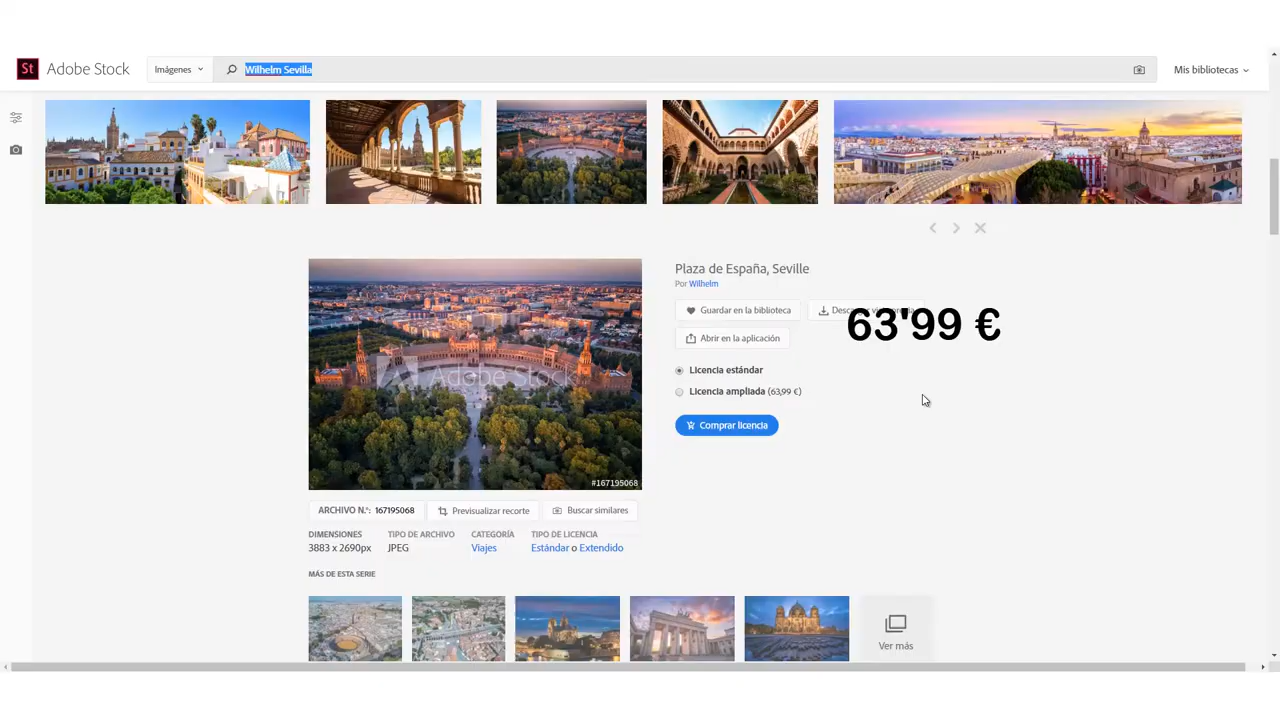 St Adobe Stock
Imágenes
Wilhelm Sevilla
Mis bibliotecas
Plaza de España, Seville
Por Wilhelm
Guardar en la biblioteca
63'99 €
Abrir en la aplicación
Licencia estándar
Licencia ampliada (63,99 €)
Comprar licencia
Adobe Stock
#167195068
ARCHIVO N.º: 167195068
Previsualizar recorte
Buscar similares
DIMENSIONES
3883 x 2690px
TIPO DE ARCHIVO
JPEG
CATEGORÍA
Viajes
TIPO DE LICENCIA
Estándar o Extendido
MÁS DE ESTA SERIE
Ver más